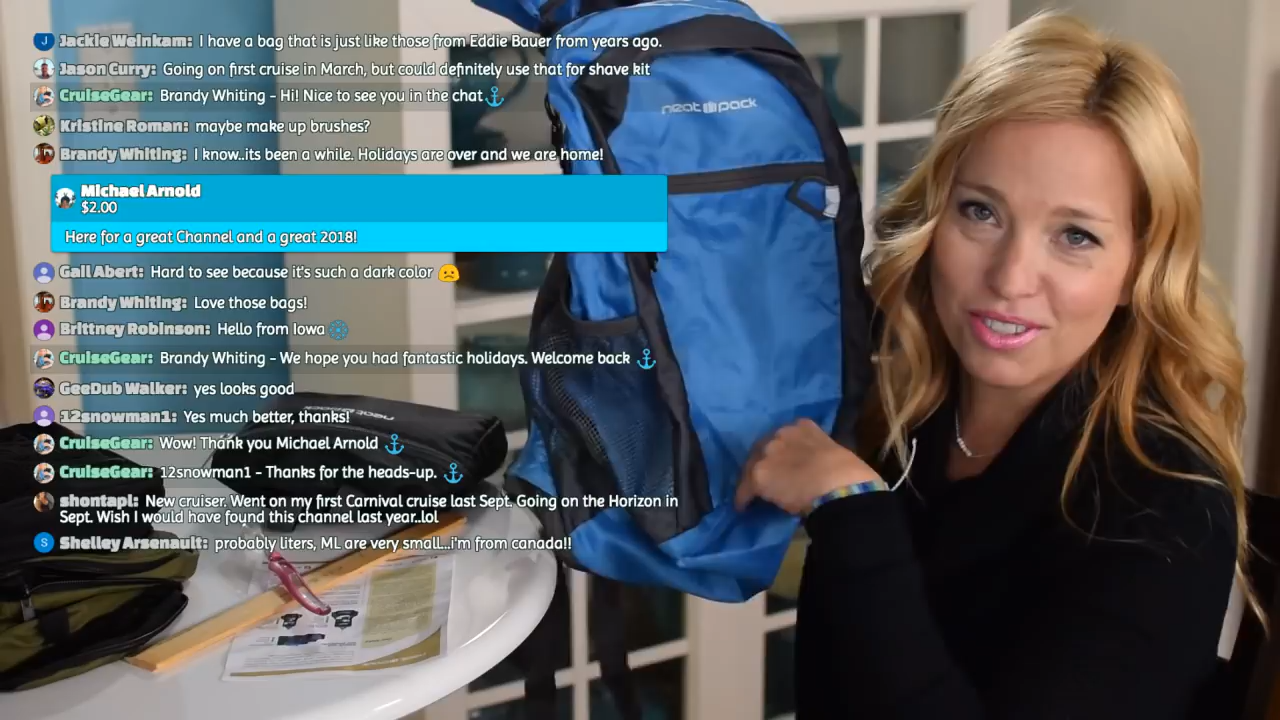 J Jackie Weinkam: I have a bag that is just like those from Eddie Bauer from years ago.
Jason Curry: Going on first cruise in March, but could definitely use that for shave kit
CruiseGear: Brandy Whiting - Hi! Nice to see you in the chat⚓
Kristine Roman: maybe make up brushes?
neat pack
Brandy Whiting: I know..its been a while. Holidays are over and we are home!
Michael Arnold
$2.00
Here for a great Channel and a great 2018!
Gail Abert: Hard to see because it's such a dark color ☹️
Brandy Whiting: Love those bags!
Brittney Robinson: Hello from Iowa ❄️
CruiseGear: Brandy Whiting - We hope you had fantastic holidays. Welcome back ⚓
GeeDub Walker: yes looks good
12snowman1: Yes much better, thanks!
CruiseGear: Wow! Thank you Michael Arnold ⚓
CruiseGear: 12snowman1 - Thanks for the heads-up. ⚓
shontapl: New cruiser. Went on my first Carnival cruise last Sept. Going on the Horizon in
Sept. Wish I would have found this channel last year..lol
S Shelley Arsenault: probably liters, ML are very small...i'm from canada!!